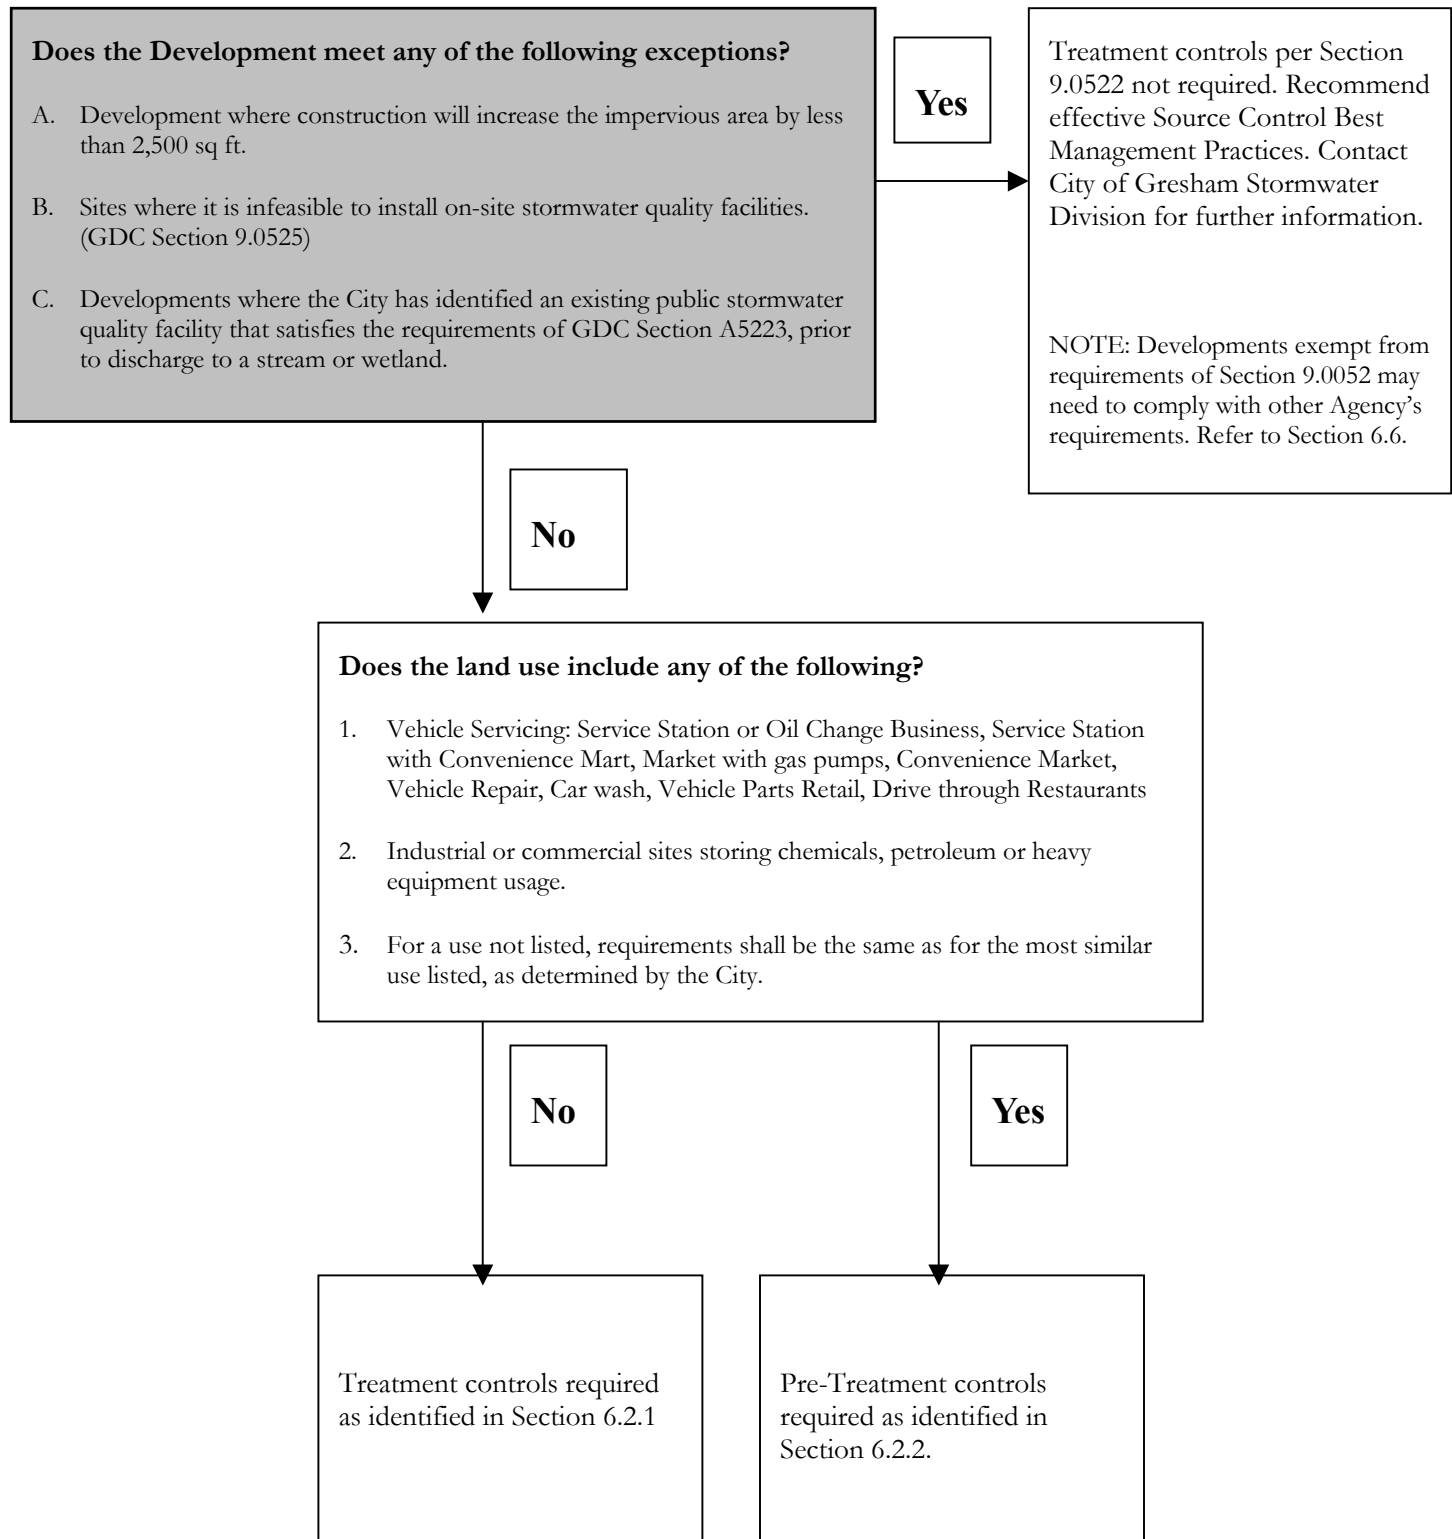 Does the Development meet any of the following exceptions?
A. Development where construction will increase the impervious area by less
than 2,500 sq ft.
B. Sites where it is infeasible to install on-site stormwater quality facilities.
(GDC Section 9.0525)
C. Developments where the City has identified an existing public stormwater
quality facility that satisfies the requirements of GDC Section A5223, prior
to discharge to a stream or wetland.
Yes
Treatment controls per Section
9.0522 not required. Recommend
effective Source Control Best
Management Practices. Contact
City of Gresham Stormwater
Division for further information.
NOTE: Developments exempt from
requirements of Section 9.0052 may
need to comply with other Agency’s
requirements. Refer to Section 6.6.
No
Does the land use include any of the following?
1. Vehicle Servicing: Service Station or Oil Change Business, Service Station
with Convenience Mart, Market with gas pumps, Convenience Market,
Vehicle Repair, Car wash, Vehicle Parts Retail, Drive through Restaurants
2. Industrial or commercial sites storing chemicals, petroleum or heavy
equipment usage.
3. For a use not listed, requirements shall be the same as for the most similar
use listed, as determined by the City.
No
Yes
Treatment controls required
as identified in Section 6.2.1
Pre-Treatment controls
required as identified in
Section 6.2.2.